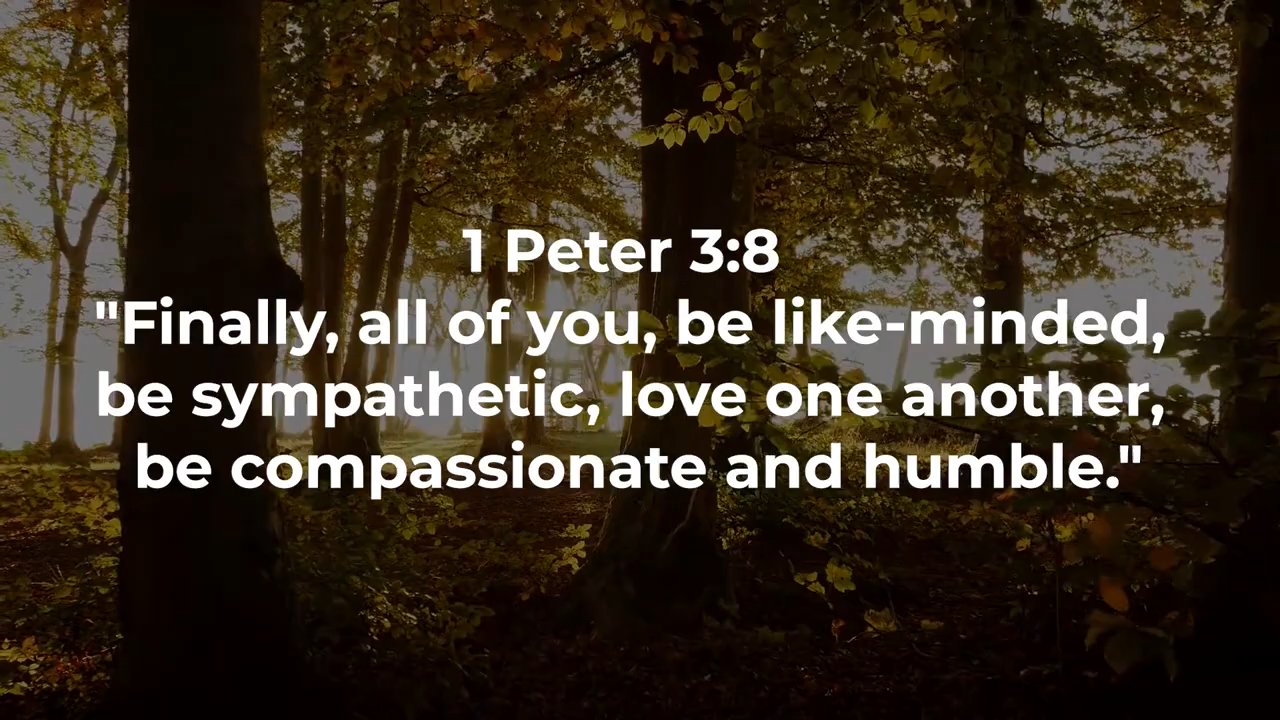 1 Peter 3:8
"Finally, all of you, be like-minded,
be sympathetic, love one another,
be compassionate and humble."